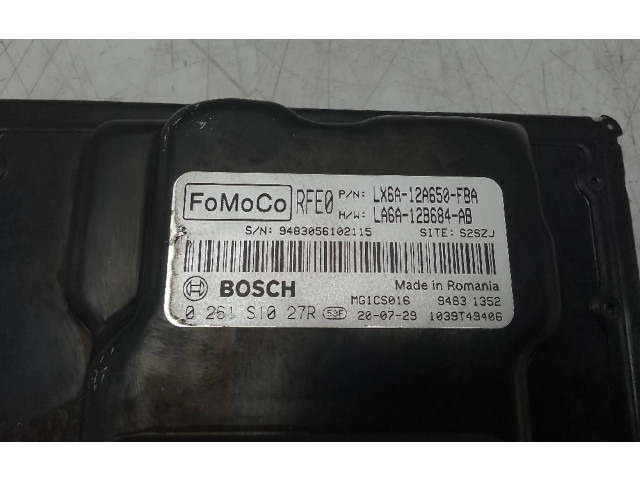 FoMoCo RFE0 P/N: LX6A-12A650-FBA
H/W: LA6A-12B684-AB
S/N: 9483056102115 SITE: S2SZJ
BOSCH Made in Romania
MG1CS016 9483 1352
0 261 S10 27R 53F 20-07-29 1039T49406